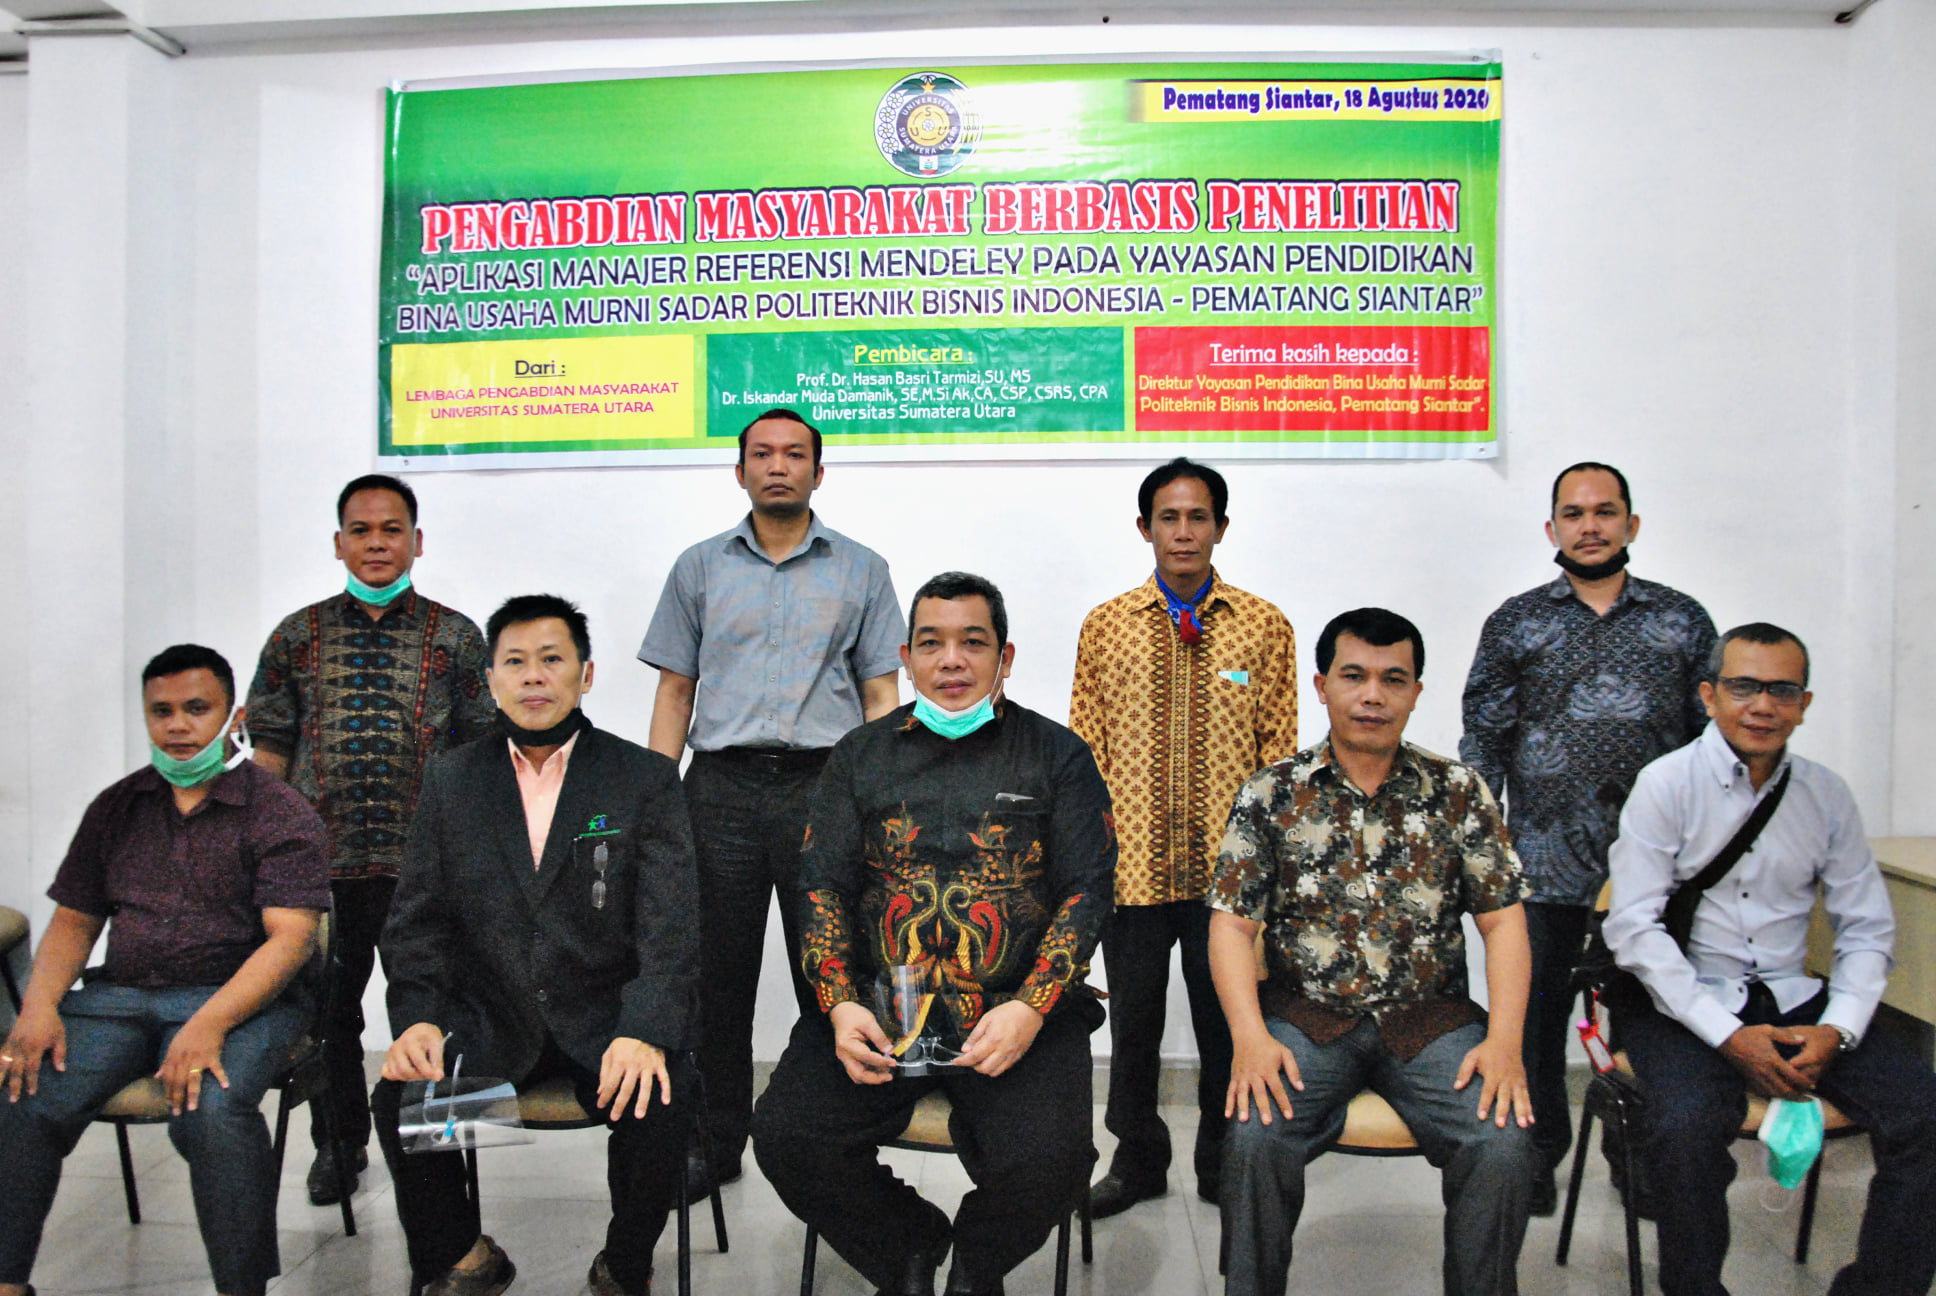 UNIVERSITAS
SUMATERA UTARA
Pematang Siantar, 18 Agustus 2020
PENGABDIAN MASYARAKAT BERBASIS PENELITIAN
“APLIKASI MANAJER REFERENSI MENDELEY PADA YAYASAN PENDIDIKAN
BINA USAHA MURNI SADAR POLITEKNIK BISNIS INDONESIA - PEMATANG SIANTAR”
Dari :
LEMBAGA PENGABDIAN MASYARAKAT
UNIVERSITAS SUMATERA UTARA
Pembicara :
Prof. Dr. Hasan Basri Tarmizi,SU, MS
Dr. Iskandar Muda Damanik, SE,M.Si Ak,CA, CSP, CSRS, CPA
Universitas Sumatera Utara
Terima kasih kepada :
Direktur Yayasan Pendidikan Bina Usaha Murni Sadar
Politeknik Bisnis Indonesia, Pematang Siantar”.